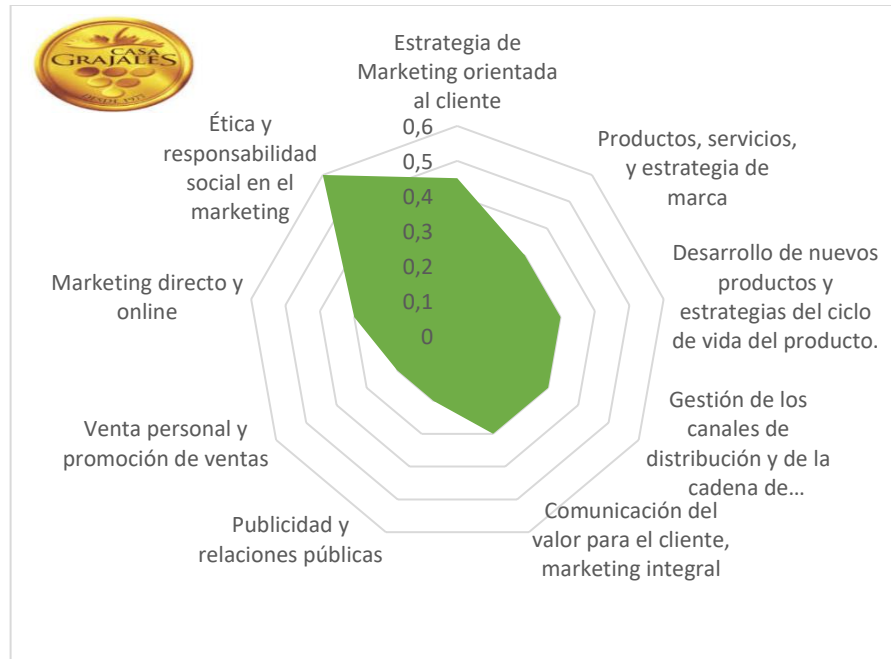 CASA
GRAJALES
Estrategia de
Marketing orientada
al cliente
Productos, servicios,
y estrategia de
marca
Desarrollo de nuevos
productos y
estrategias del ciclo
de vida del producto.
Gestión de los
canales de
distribución y de la
cadena de…
Comunicación del
valor para el cliente,
marketing integral
Publicidad y
relaciones públicas
Venta personal y
promoción de ventas
Marketing directo y
online
Ética y
responsabilidad
social en el
marketing
0,6
0,5
0,4
0,3
0,2
0,1
0